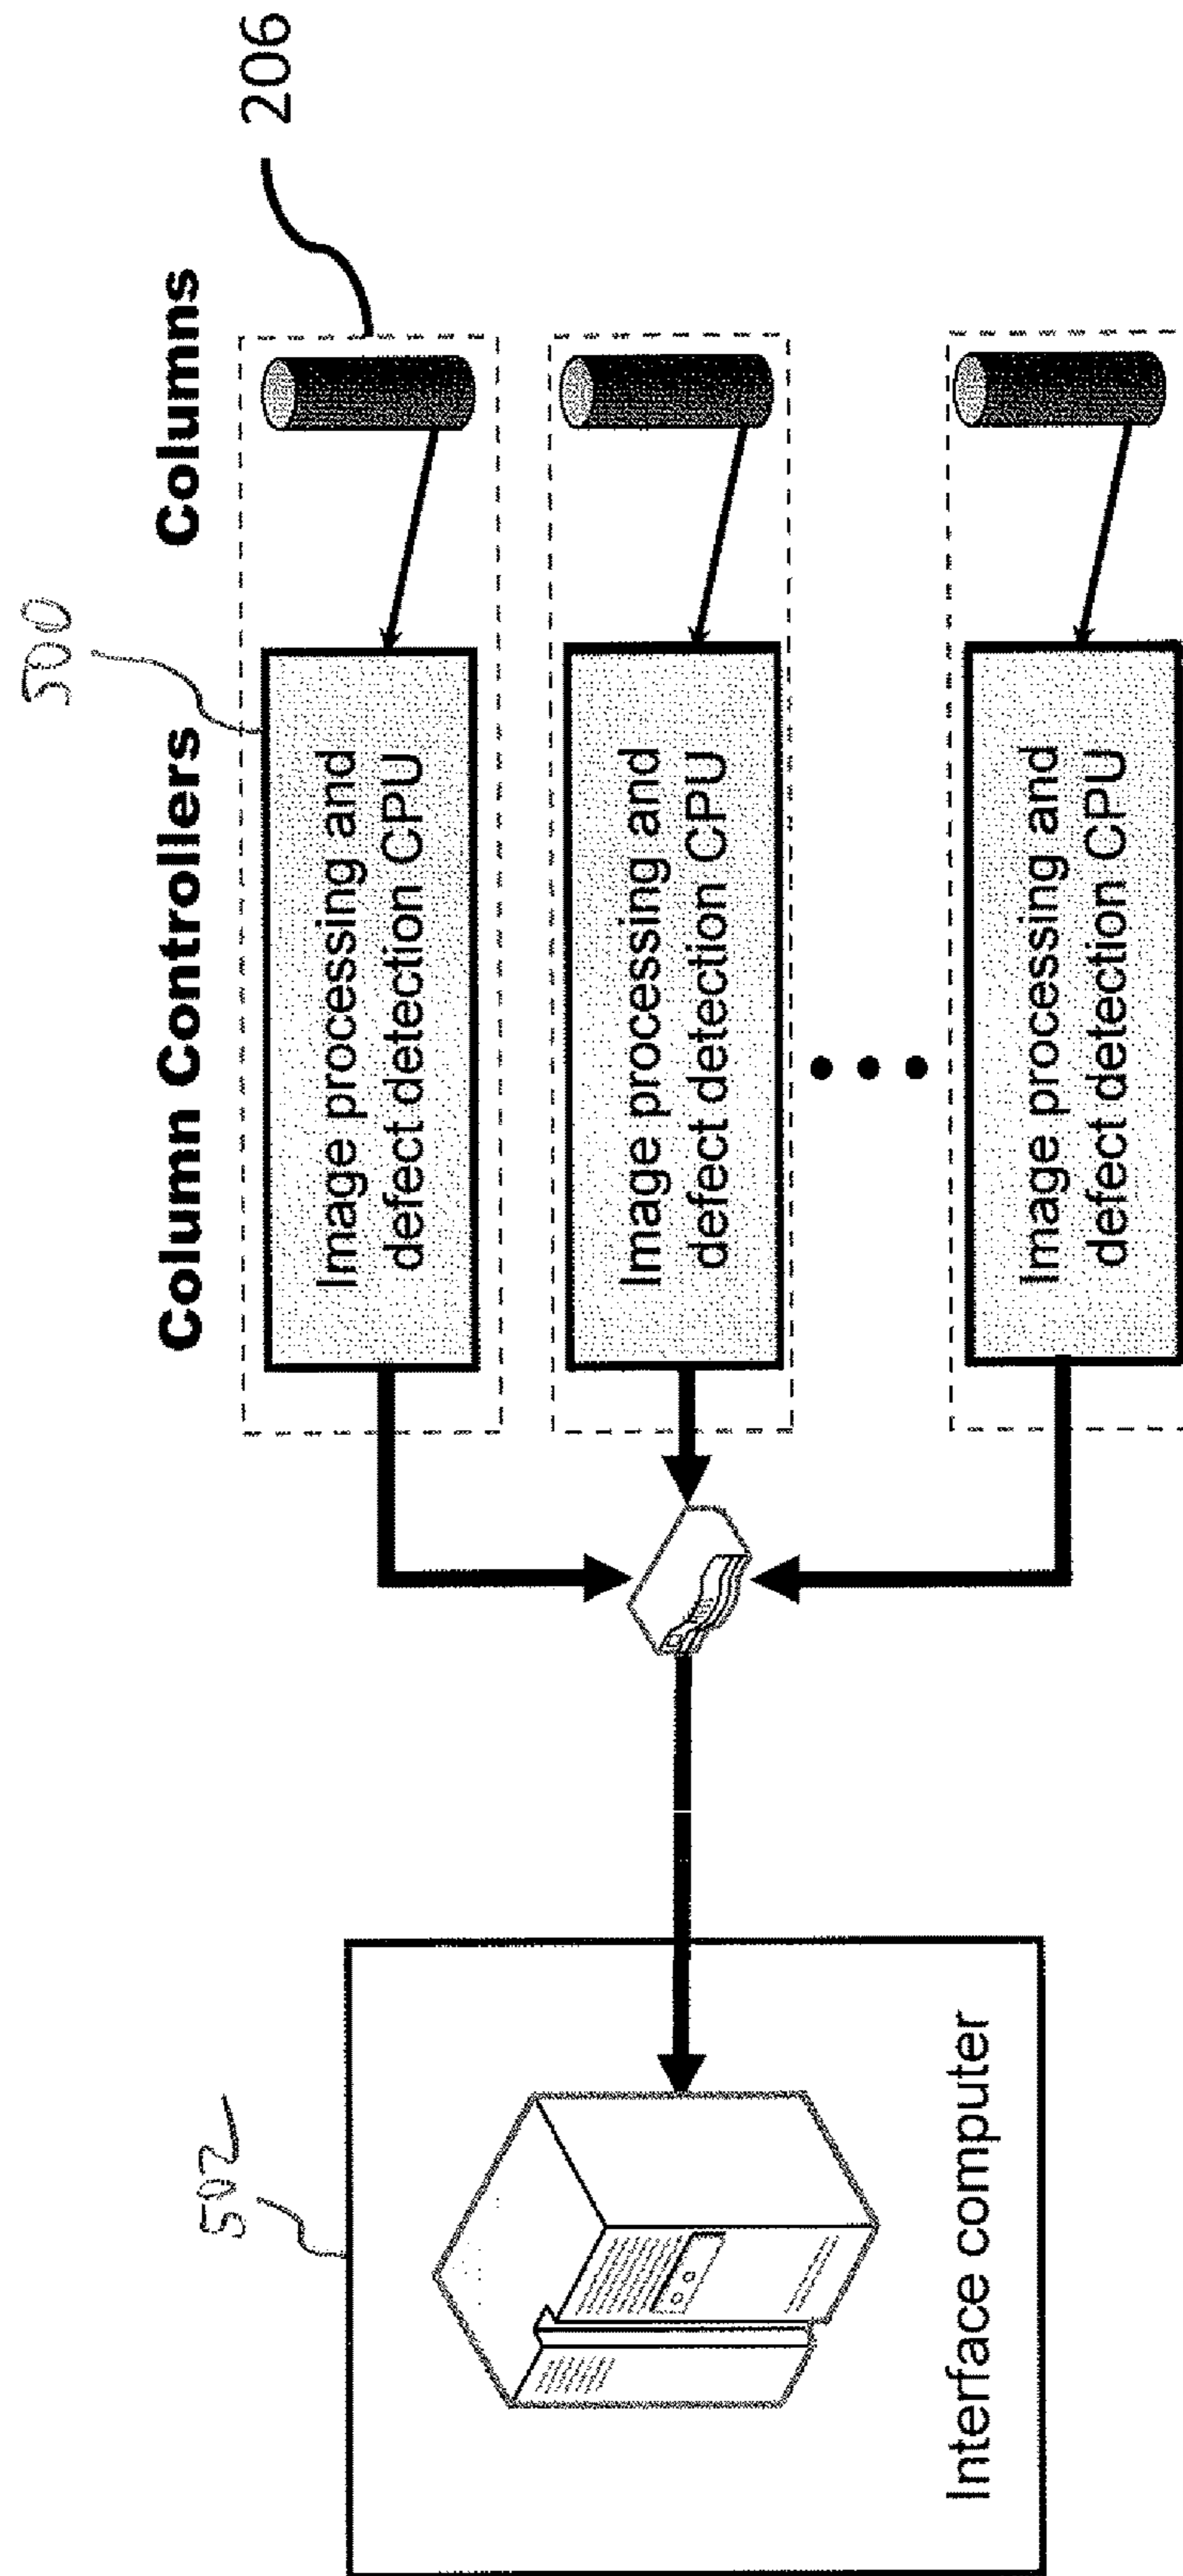 500
206
Column Controllers
Columns
Image processing and
defect detection CPU
Image processing and
defect detection CPU
Image processing and
defect detection CPU
502
Interface computer